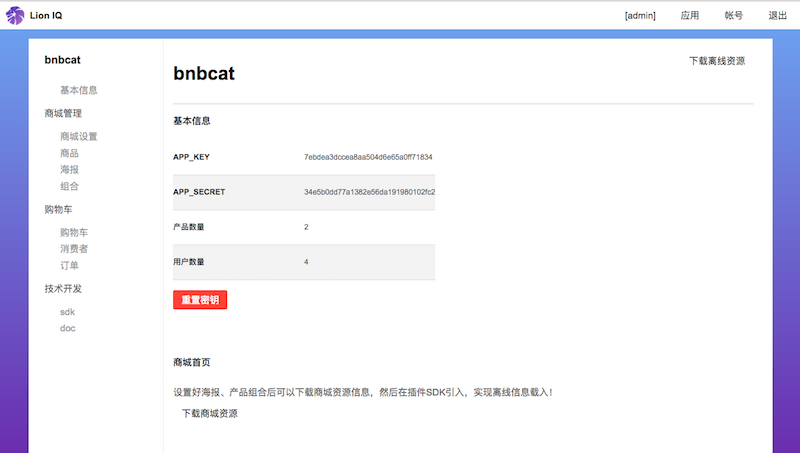 Lion IQ [admin] 应用 帐号 退出
bnbcat
基本信息
商城管理
商城设置
商品
海报
组合
购物车
购物车
消费者
订单
技术开发
sdk
doc
bnbcat 下载离线资源
基本信息
APP_KEY 7ebdea3dccea8aa504d6e65a0ff71834
APP_SECRET 34e5b0dd77a1382e56da191980102fc2
产品数量 2
用户数量 4
重置密钥
商城首页
设置好海报、产品组合后可以下载商城资源信息，然后在插件SDK引入，实现离线信息载入！
下载商城资源